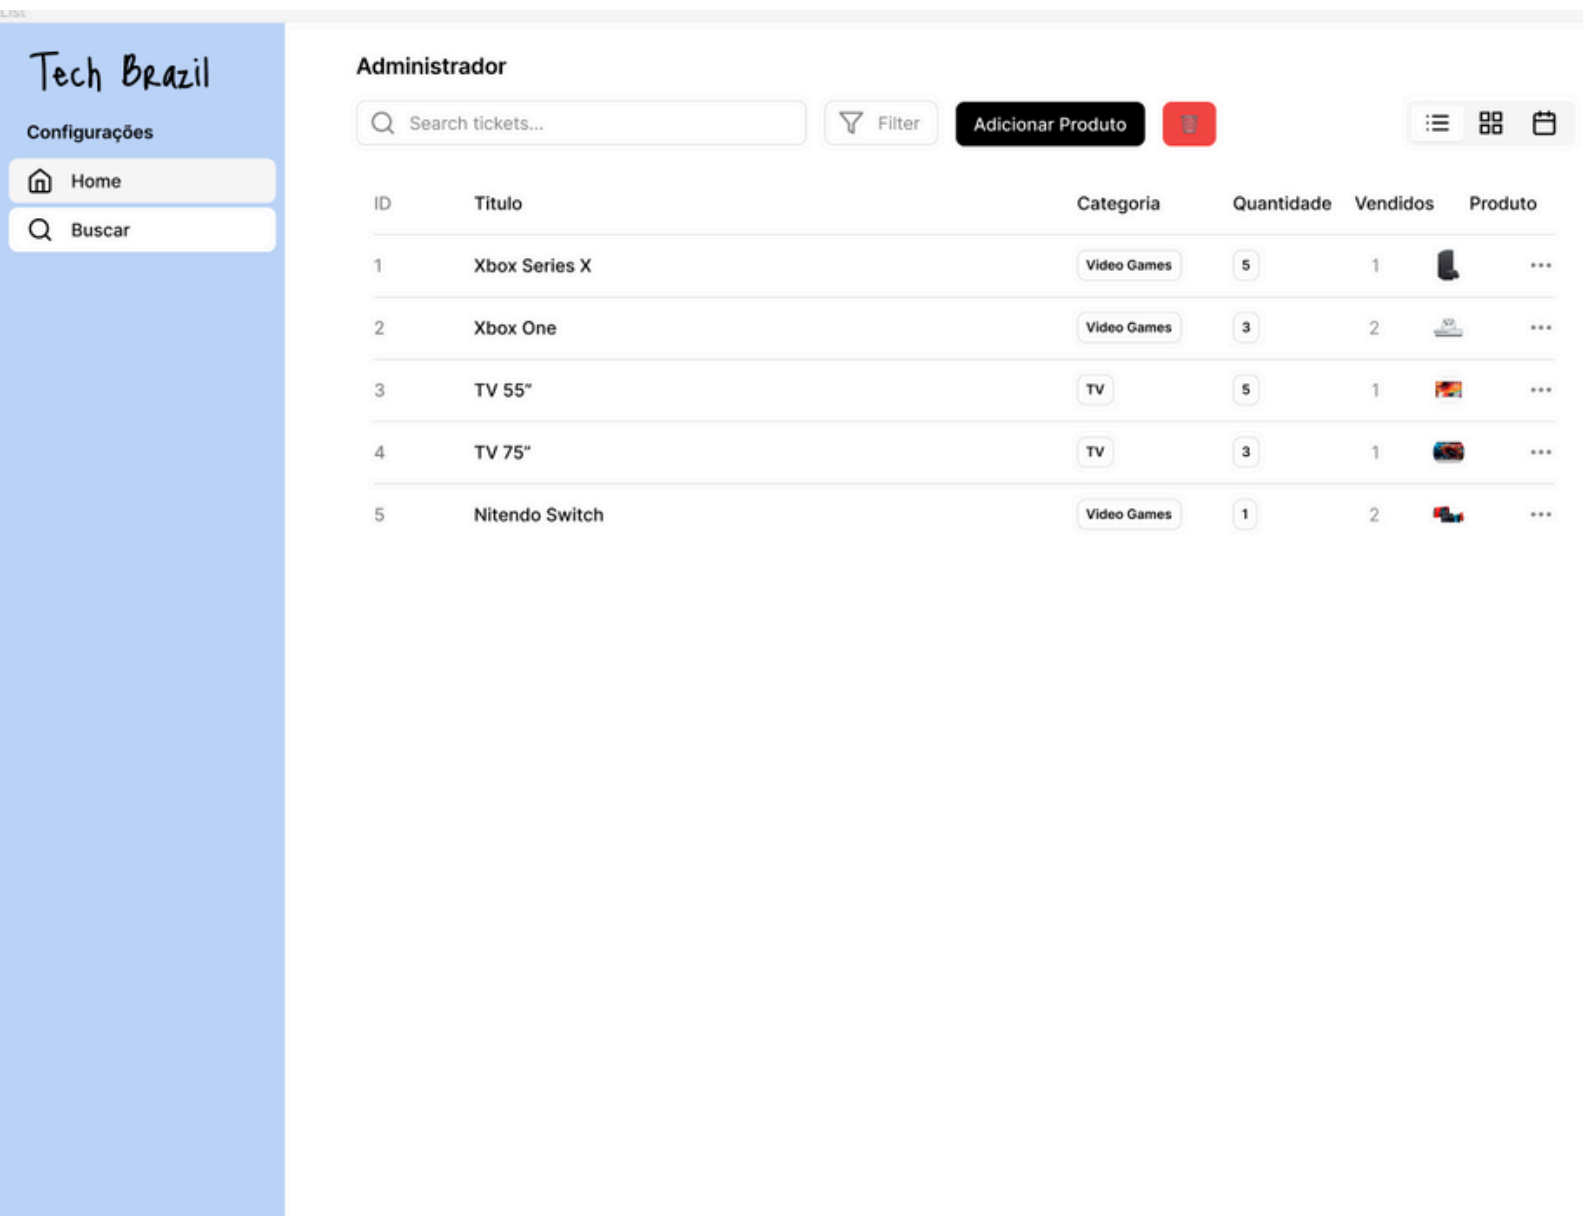 List
Tech Brazil
Configurações
Home
Buscar
Administrador
Search tickets...
Filter
Adicionar Produto
ID Titulo Categoria Quantidade Vendidos Produto
1 Xbox Series X Video Games 5 1
2 Xbox One Video Games 3 2
3 TV 55” TV 5 1
4 TV 75” TV 3 1
5 Nitendo Switch Video Games 1 2